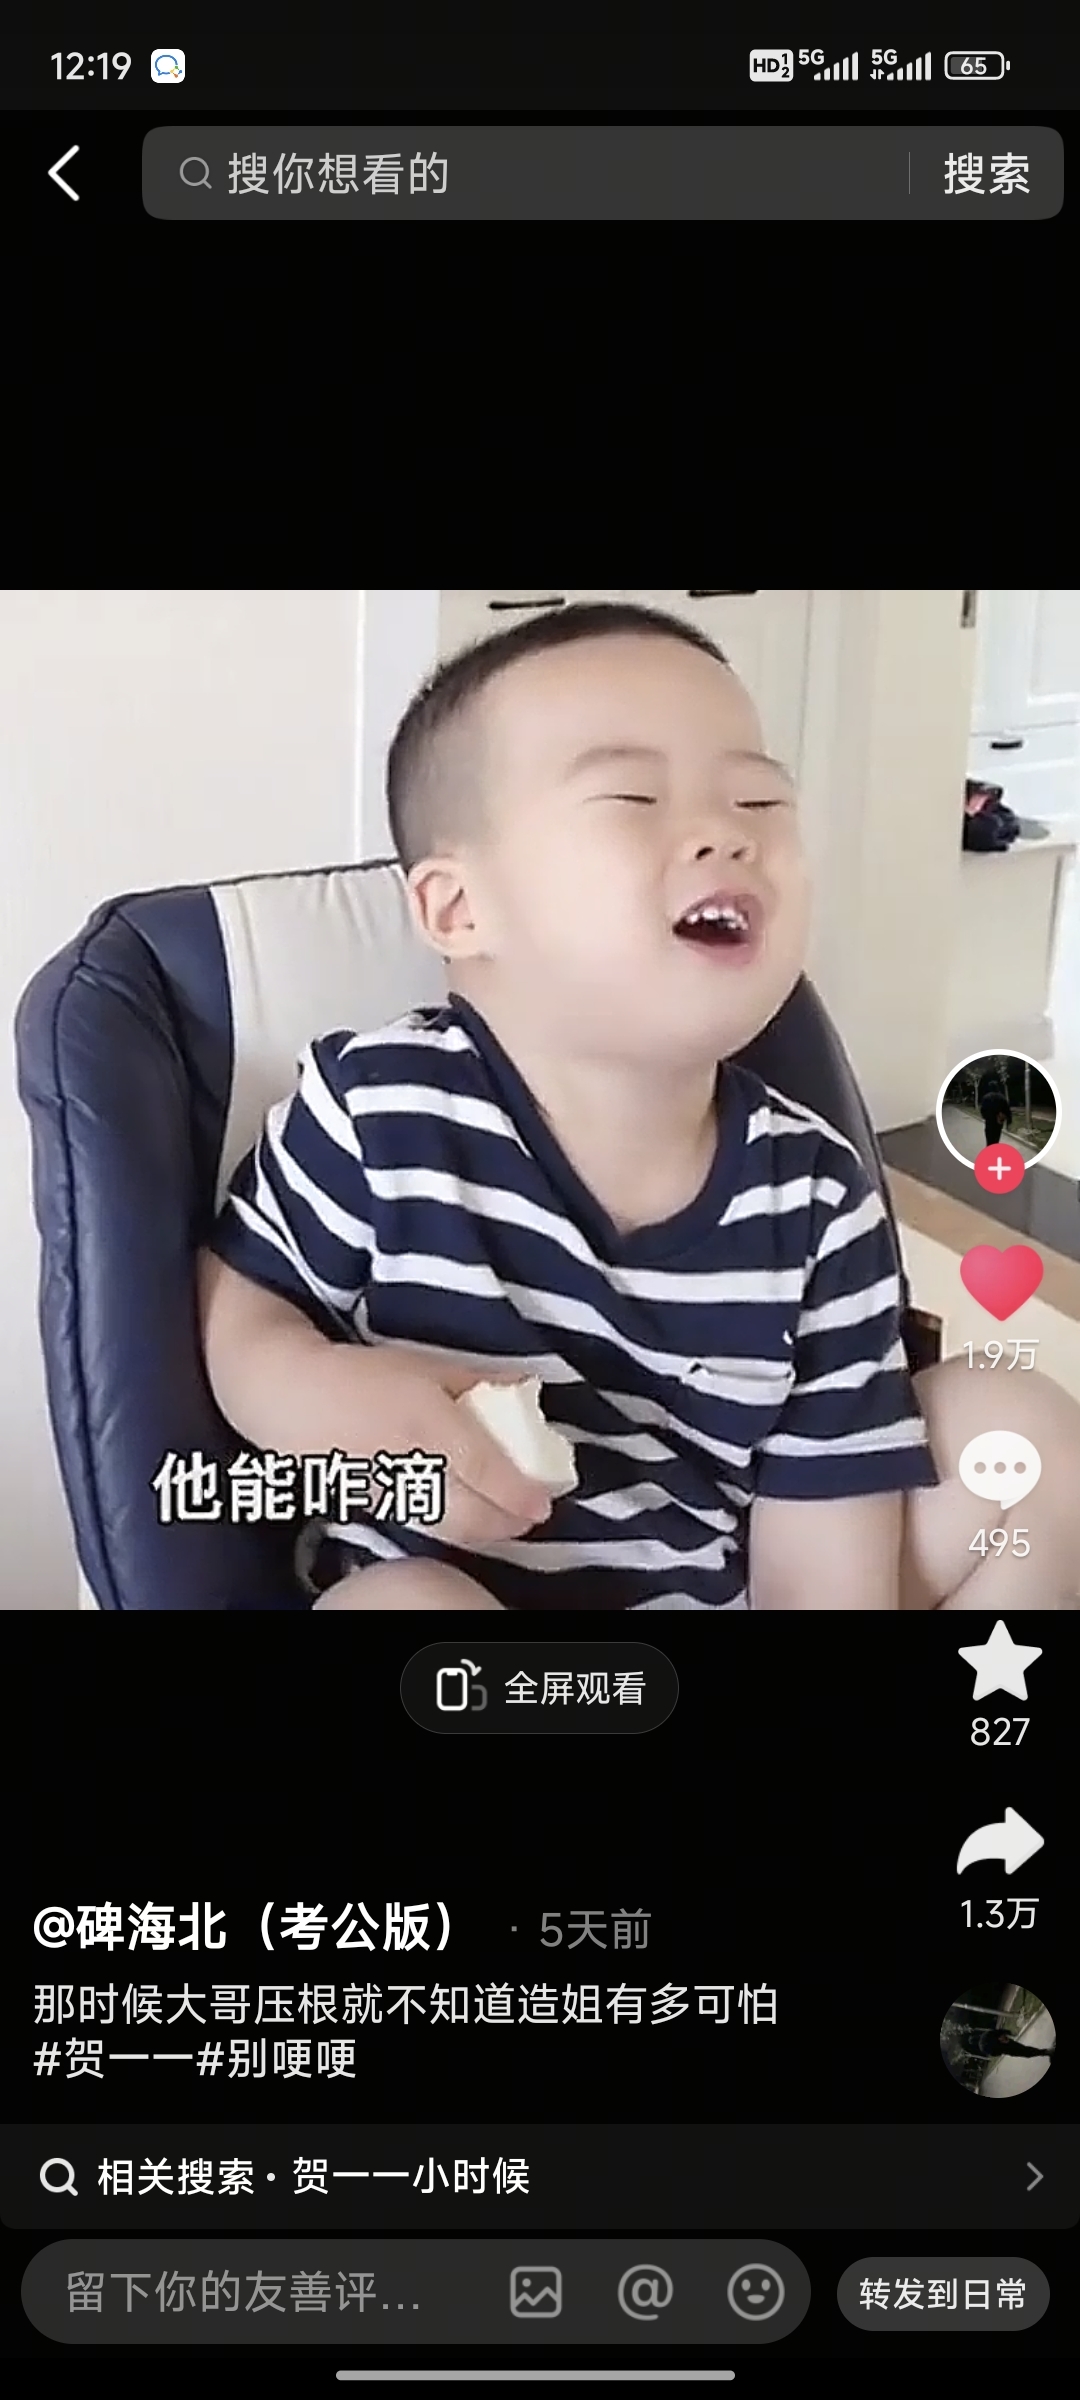 12:19
HD 1 2 5G 5G 65
搜你想看的
搜索
他能咋滴
1.9万
495
全屏观看
827
1.3万
@碑海北（考公版） · 5天前
那时候大哥压根就不知道造姐有多可怕
#贺一一#别哽哽
相关搜索·贺一一小时候
留下你的友善评...
@
转发到日常